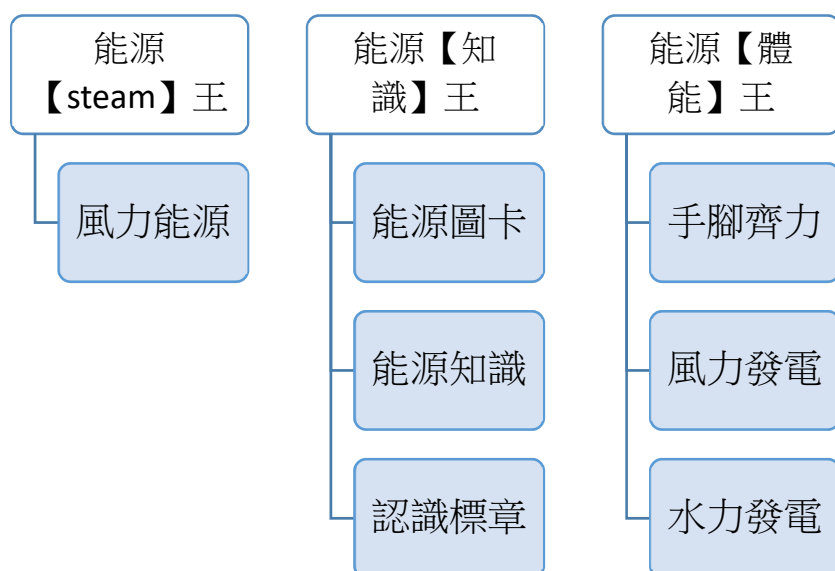 能源
【steam】王
風力能源
能源【知
識】王
能源圖卡
能源知識
認識標章
能源【體
能】王
手腳齊力
風力發電
水力發電